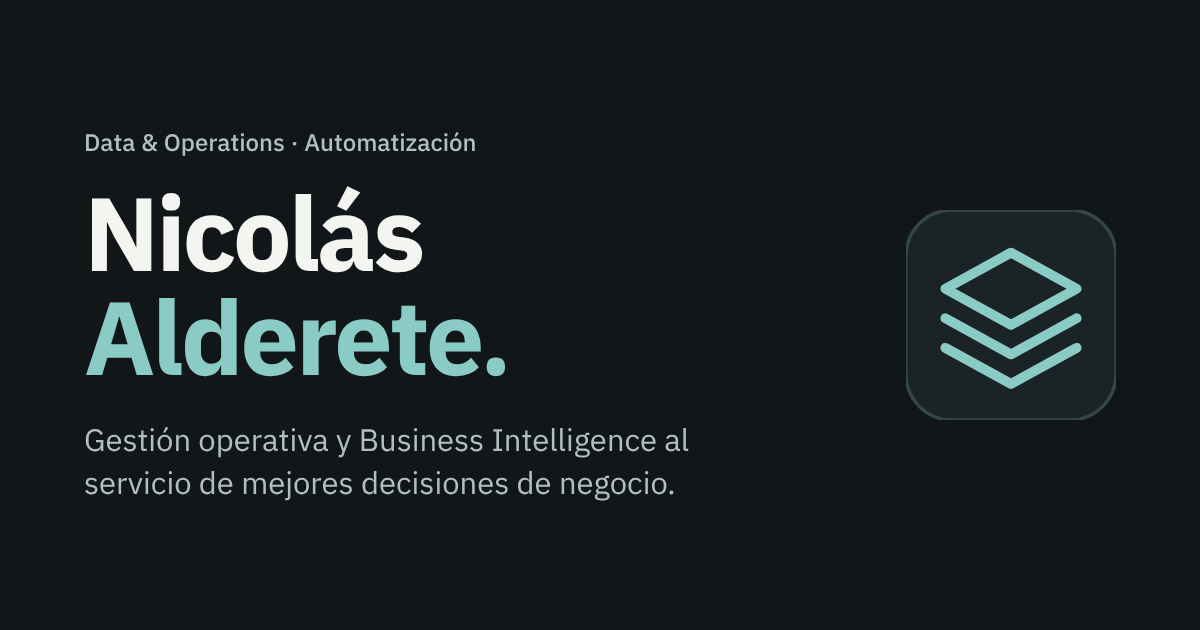 Data & Operations · Automatización
Nicolás
Alderete.
Gestión operativa y Business Intelligence al
servicio de mejores decisiones de negocio.